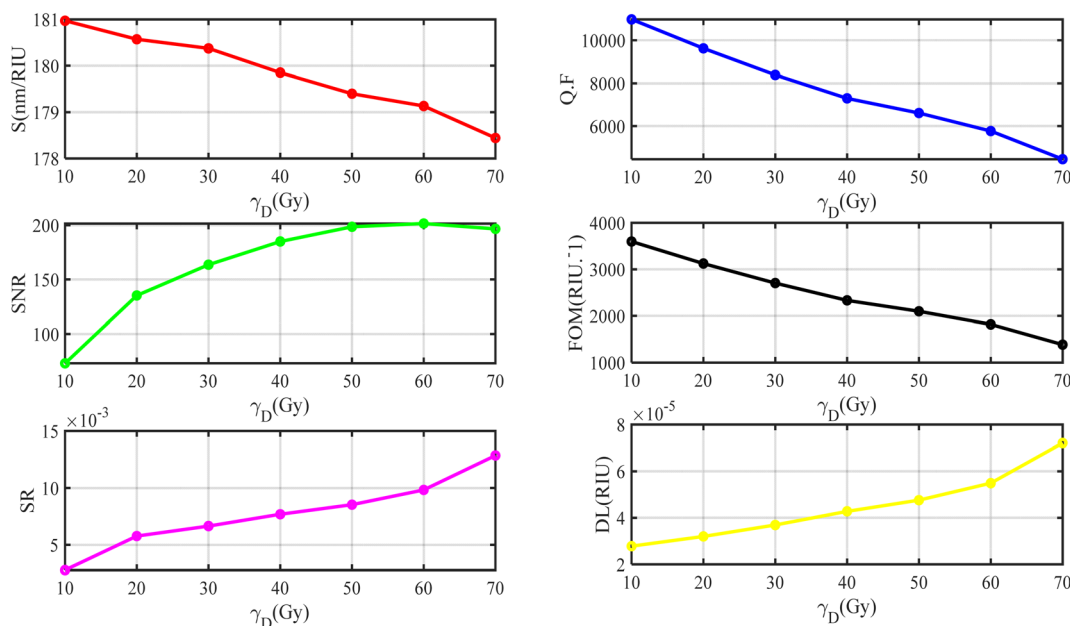 S(nm/RIU)
181
180
179
178
10 20 30 40 50 60 70
γD(Gy)
Q.F
10000
8000
6000
10 20 30 40 50 60 70
γD(Gy)
SNR
200
150
100
10 20 30 40 50 60 70
γD(Gy)
FOM(RIU.-1)
4000
3000
2000
1000
10 20 30 40 50 60 70
γD(Gy)
×10-3
SR
15
10
5
10 20 30 40 50 60 70
γD(Gy)
×10-5
DL(RIU)
8
6
4
2
10 20 30 40 50 60 70
γD(Gy)